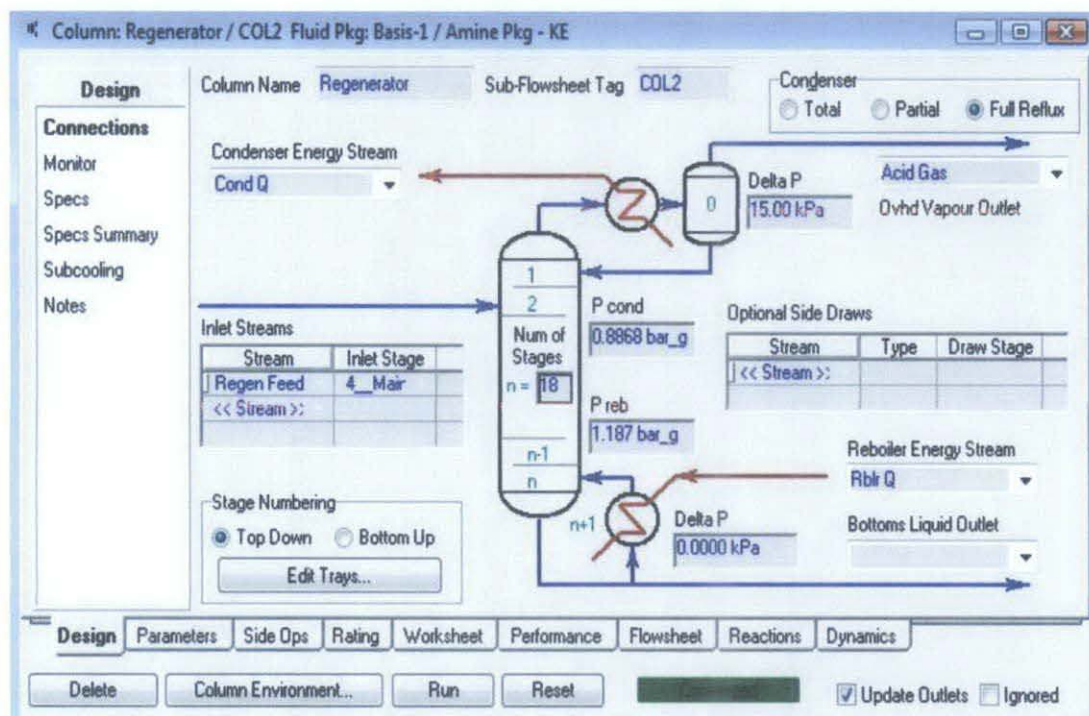 Column: Regenerator / COL2 Fluid Pkg: Basis-1 / Amine Pkg - KE
Design
Connections
Monitor
Specs
Specs Summary
Subcooling
Notes
Column Name Regenerator Sub-Flowsheet Tag COL2
Condenser
Total Partial Full Reflux
Condenser Energy Stream
Cond Q
0
Delta P
15.00 kPa
Acid Gas
Ovhd Vapour Outlet
1
2
Num of
Stages
n = 18
n-1
n
n+1
Inlet Streams
Stream Inlet Stage
Regen Feed 4__Mair
<< Stream >:
P cond
0.8868 bar_g
P reb
1.187 bar_g
Optional Side Draws
Stream Type Draw Stage
<< Stream >:
Stage Numbering
Top Down Bottom Up
Edit Trays...
Delta P
0.0000 kPa
Reboiler Energy Stream
Rblr Q
Bottoms Liquid Outlet
Design Parameters Side Ops Rating Worksheet Performance Flowsheet Reactions Dynamics
Delete Column Environment... Run Reset Update Outlets Ignored